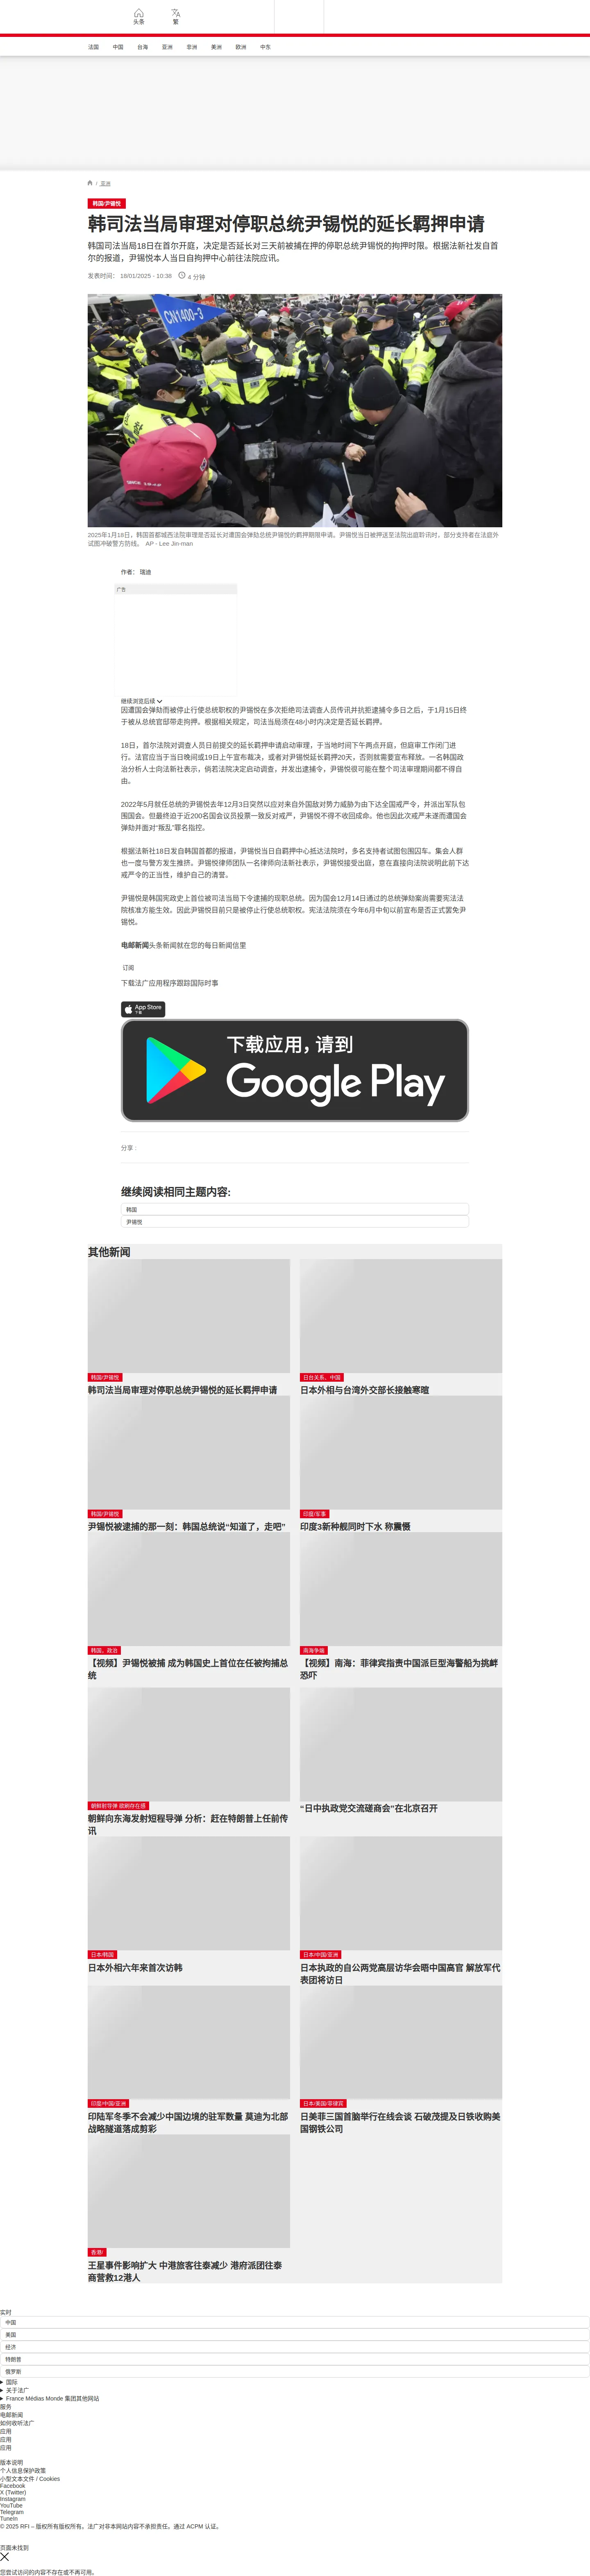 头条
繁
法国
中国
台海
亚洲
非洲
美洲
欧洲
中东
/ 亚洲
韩国/尹锡悦
韩司法当局审理对停职总统尹锡悦的延长羁押申请
韩国司法当局18日在首尔开庭，决定是否延长对三天前被捕在押的停职总统尹锡悦的拘押时限。根据法新社发自首
尔的报道，尹锡悦本人当日自拘押中心前往法院应讯。
发表时间： 18/01/2025 - 10:38
4 分钟
CN1400-3
2025年1月18日，韩国首都城西法院审理是否延长对遭国会弹劾总统尹锡悦的羁押期限申请。尹锡悦当日被押送至法院出庭聆讯时，部分支持者在法庭外
试图冲破警方防线。 AP - Lee Jin-man
作者： 瑞迪
广告
继续浏览后续
因遭国会弹劾而被停止行使总统职权的尹锡悦在多次拒绝司法调查人员传讯并抗拒逮捕令多日之后，于1月15日终
于被从总统官邸带走拘押。根据相关规定，司法当局须在48小时内决定是否延长羁押。
18日，首尔法院对调查人员日前提交的延长羁押申请启动审理，于当地时间下午两点开庭，但庭审工作闭门进
行。法官应当于当日晚间或19日上午宣布裁决，或者对尹锡悦延长羁押20天，否则就需要宣布释放。一名韩国政
治分析人士向法新社表示，倘若法院决定启动调查，并发出逮捕令，尹锡悦很可能在整个司法审理期间都不得自
由。
2022年5月就任总统的尹锡悦去年12月3日突然以应对来自外国敌对势力威胁为由下达全国戒严令，并派出军队包
围国会。但最终迫于近200名国会议员投票一致反对戒严，尹锡悦不得不收回成命。他也因此次戒严未遂而遭国会
弹劾并面对“叛乱”罪名指控。
根据法新社18日发自韩国首都的报道，尹锡悦当日自羁押中心抵达法院时，多名支持者试图包围囚车。集会人群
也一度与警方发生推挤。尹锡悦律师团队一名律师向法新社表示，尹锡悦接受出庭，意在直接向法院说明此前下达
戒严令的正当性，维护自己的清誉。
尹锡悦是韩国宪政史上首位被司法当局下令逮捕的现职总统。因为国会12月14日通过的总统弹劾案尚需要宪法法
院核准方能生效。因此尹锡悦目前只是被停止行使总统职权。宪法法院须在今年6月中旬以前宣布是否正式罢免尹
锡悦。
电邮新闻头条新闻就在您的每日新闻信里
订阅
下载法广应用程序跟踪国际时事
App Store
下载
下载应用，请到
Google Play
分享 :
继续阅读相同主题内容:
韩国
尹锡悦
其他新闻
韩国/尹锡悦
韩司法当局审理对停职总统尹锡悦的延长羁押申请
日台关系、中国
日本外相与台湾外交部长接触寒暄
韩国/尹锡悦
尹锡悦被逮捕的那一刻：韩国总统说“知道了，走吧”
印度/军事
印度3新种舰同时下水 称震慑
韩国、政治
【视频】尹锡悦被捕 成为韩国史上首位在任被拘捕总
统
南海争端
【视频】南海：菲律宾指责中国派巨型海警船为挑衅
恐吓
朝鲜射导弹 欲刷存在感
朝鲜向东海发射短程导弹 分析：赶在特朗普上任前传
讯
“日中执政党交流磋商会”在北京召开
日本/韩国
日本外相六年来首次访韩
日本/中国/亚洲
日本执政的自公两党高层访华会晤中国高官 解放军代
表团将访日
印度/中国/亚洲
印陆军冬季不会减少中国边境的驻军数量 莫迪为北部
战略隧道落成剪彩
日本/美国/菲律宾
日美菲三国首脑举行在线会谈 石破茂提及日铁收购美
国钢铁公司
香港/
王星事件影响扩大 中港旅客往泰减少 港府派团往泰
商营救12港人
实时
中国
美国
经济
特朗普
俄罗斯
国际
关于法广
France Médias Monde 集团其他网站
服务
电邮新闻
如何收听法广
应用
应用
应用
版本说明
个人信息保护政策
小型文本文件 / Cookies
Facebook
X (Twitter)
Instagram
YouTube
Telegram
TuneIn
© 2025 RFI – 版权所有版权所有。法广对非本网站内容不承担责任。通过 ACPM 认证。
页面未找到
您尝试访问的内容不存在或不再可用。